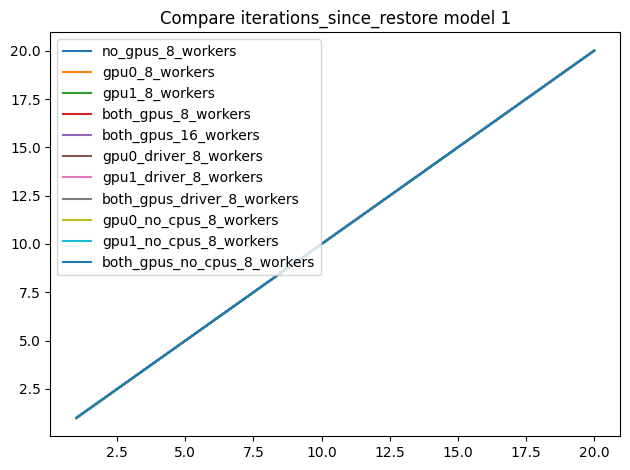 Compare iterations_since_restore model 1
20.0
17.5
15.0
12.5
10.0
7.5
5.0
2.5
no_gpus_8_workers
gpu0_8_workers
gpu1_8_workers
both_gpus_8_workers
both_gpus_16_workers
gpu0_driver_8_workers
gpu1_driver_8_workers
both_gpus_driver_8_workers
gpu0_no_cpus_8_workers
gpu1_no_cpus_8_workers
both_gpus_no_cpus_8_workers
2.5 5.0 7.5 10.0 12.5 15.0 17.5 20.0